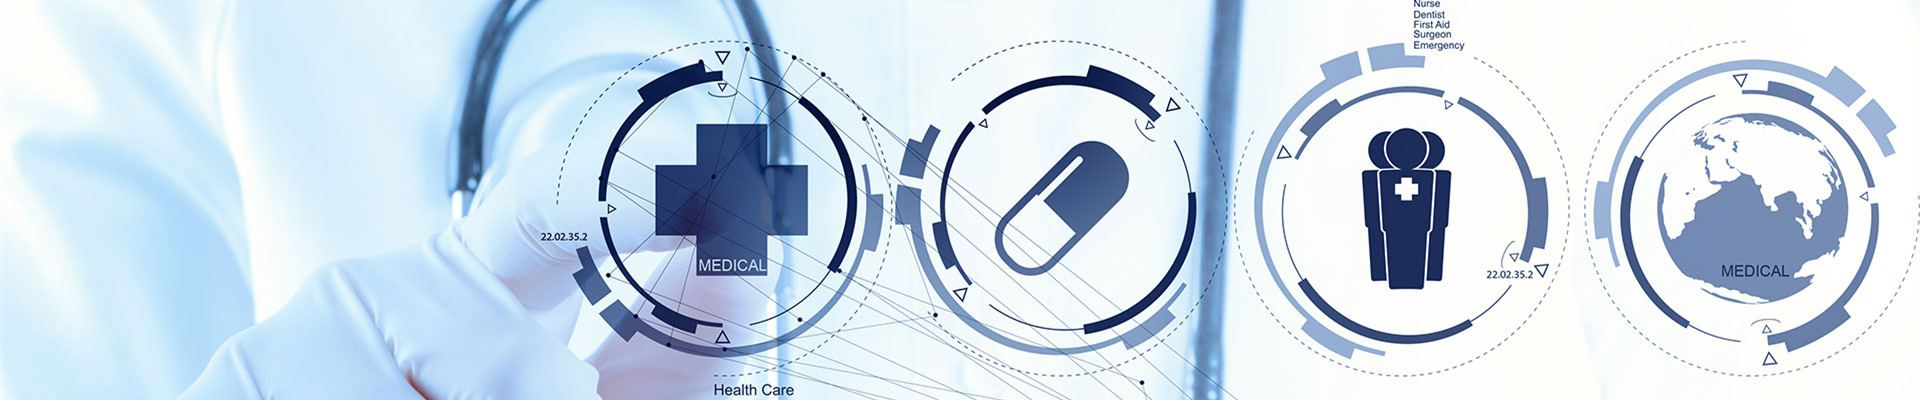 Nurse
Dentist
First Aid
Surgeon
Emergency
22.02.35.2
MEDICAL
22.02.35.2
MEDICAL
Health Care